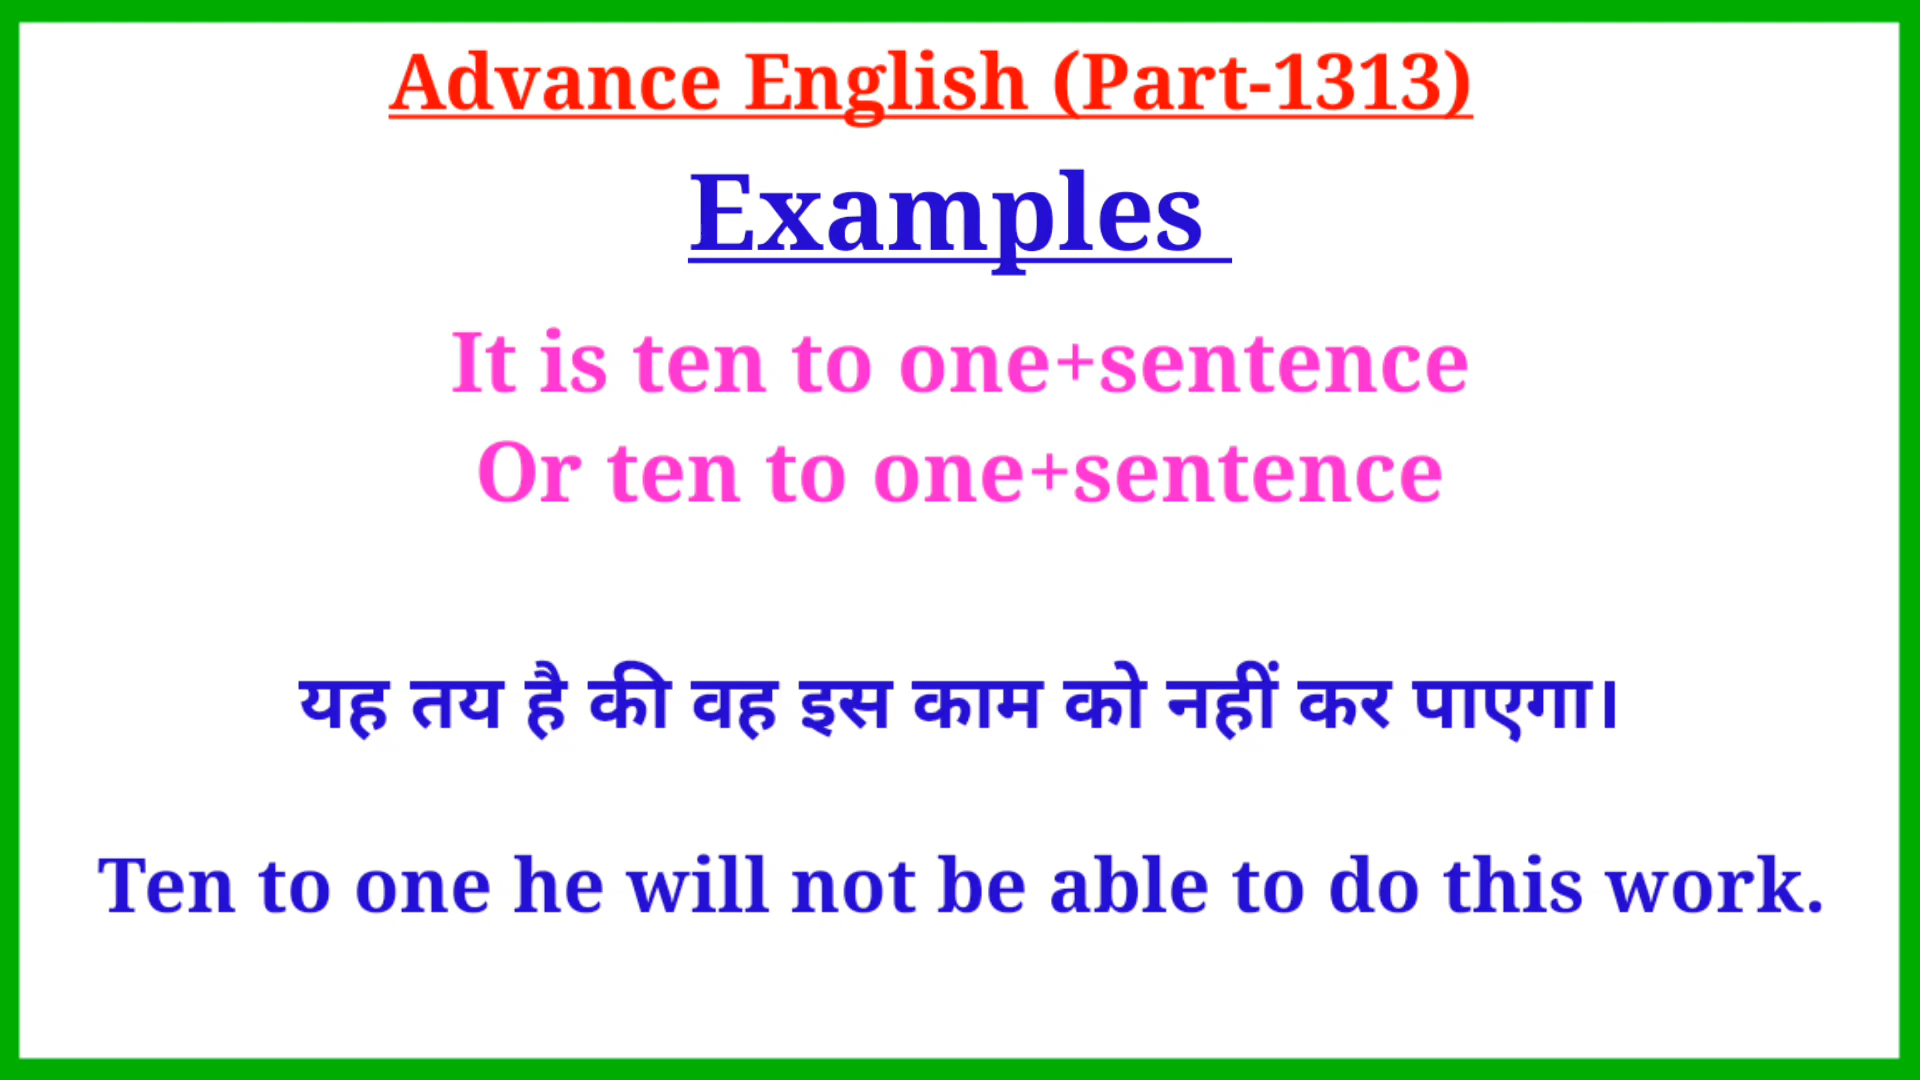 Advance English (Part-1313)
Examples
It is ten to one+sentence
Or ten to one+sentence
यह तय है की वह इस काम को नहीं कर पाएगा।
Ten to one he will not be able to do this work.